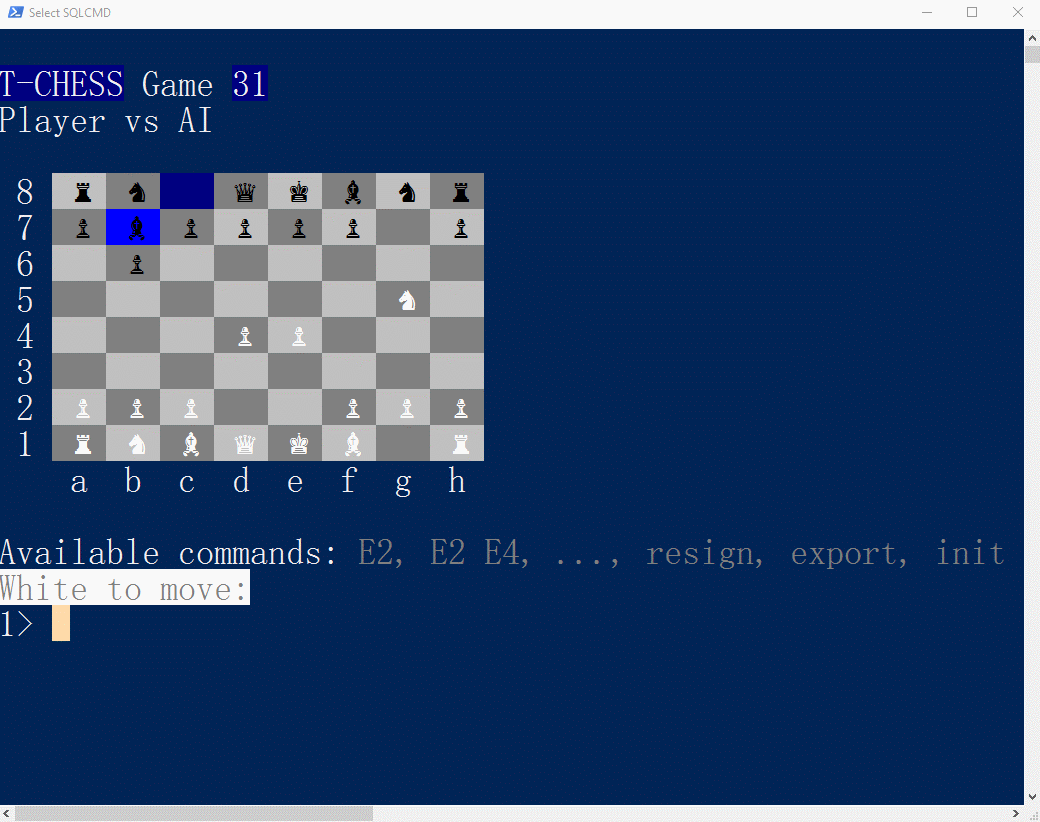 Select SQLCMD
T-CHESS Game 31
Player vs AI
8
7
6
5
4
3
2
1
a b c d e f g h
Available commands: E2, E2 E4, ..., resign, export, init
White to move:
1>